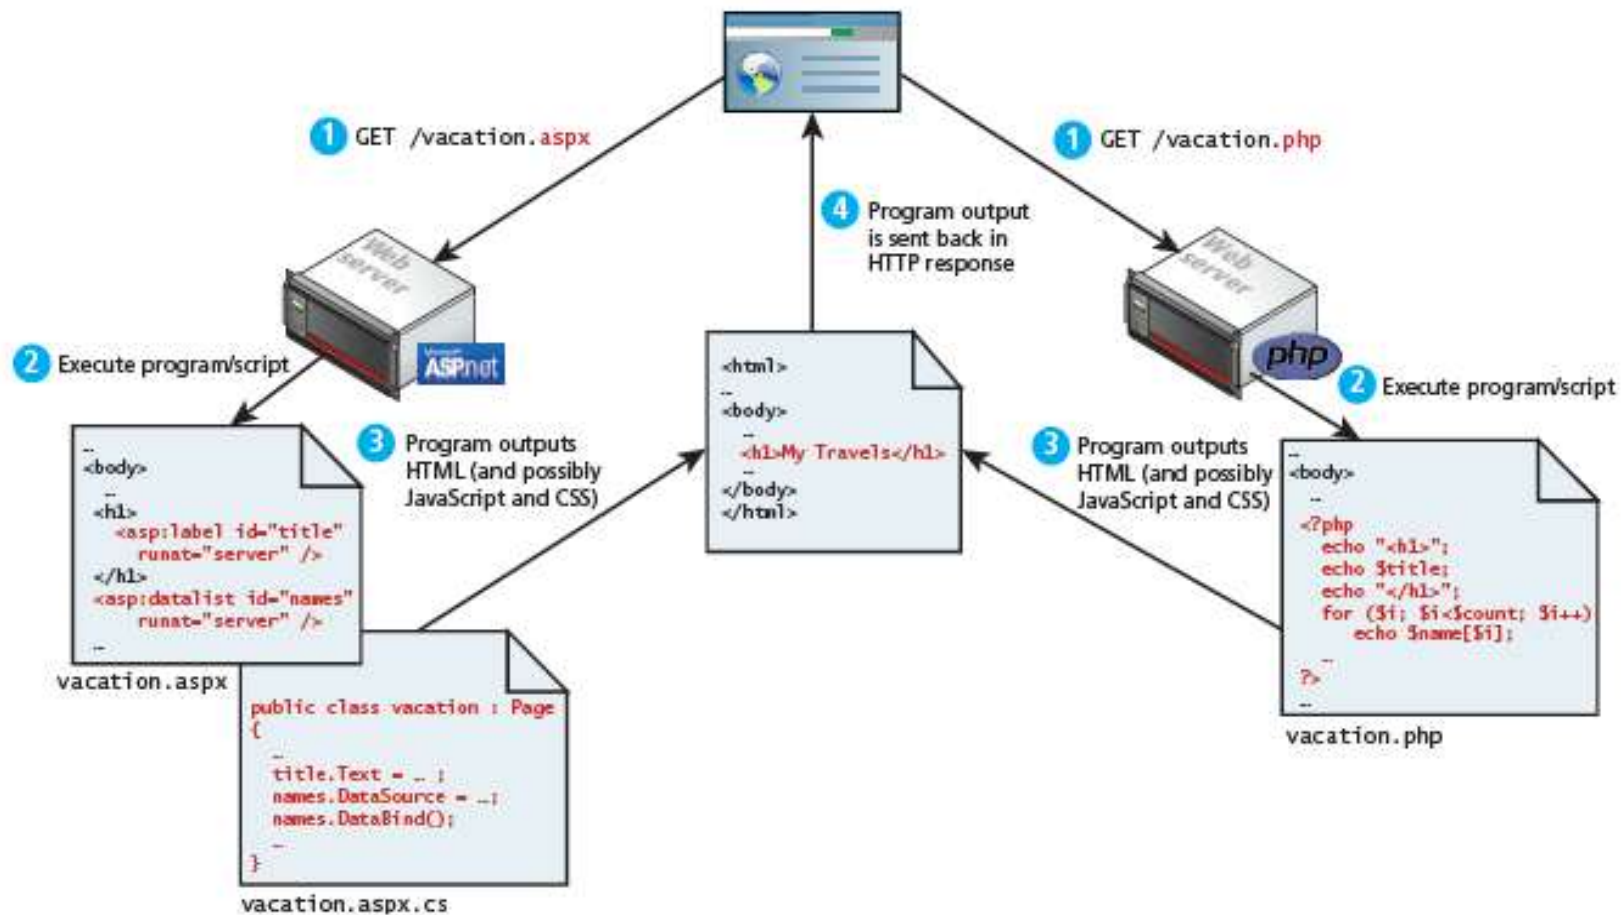 1 GET /vacation.aspx
1 GET /vacation.php
4 Program output
is sent back in
HTTP response
Web
server
Web
server
2 Execute program/script
ASP.net
php
2 Execute program/script
<html>
…
<body>
…
<h1>My Travels</h1>
…
</body>
</html>
3 Program outputs
HTML (and possibly
JavaScript and CSS)
3 Program outputs
HTML (and possibly
JavaScript and CSS)
…
<body>
…
<h1>
<asp:label id="title"
runat="server" />
</h1>
<asp:datalist id="names"
runat="server" />
…
vacation.aspx
public class vacation : Page
{
…
title.Text = … ;
names.DataSource = …;
names.DataBind();
…
}
vacation.aspx.cs
…
<body>
…
<?php
echo "<h1>";
echo $title;
echo "</h1>";
for ($i; $i<$count; $i++)
echo $name[$i];
…
?>
…
vacation.php